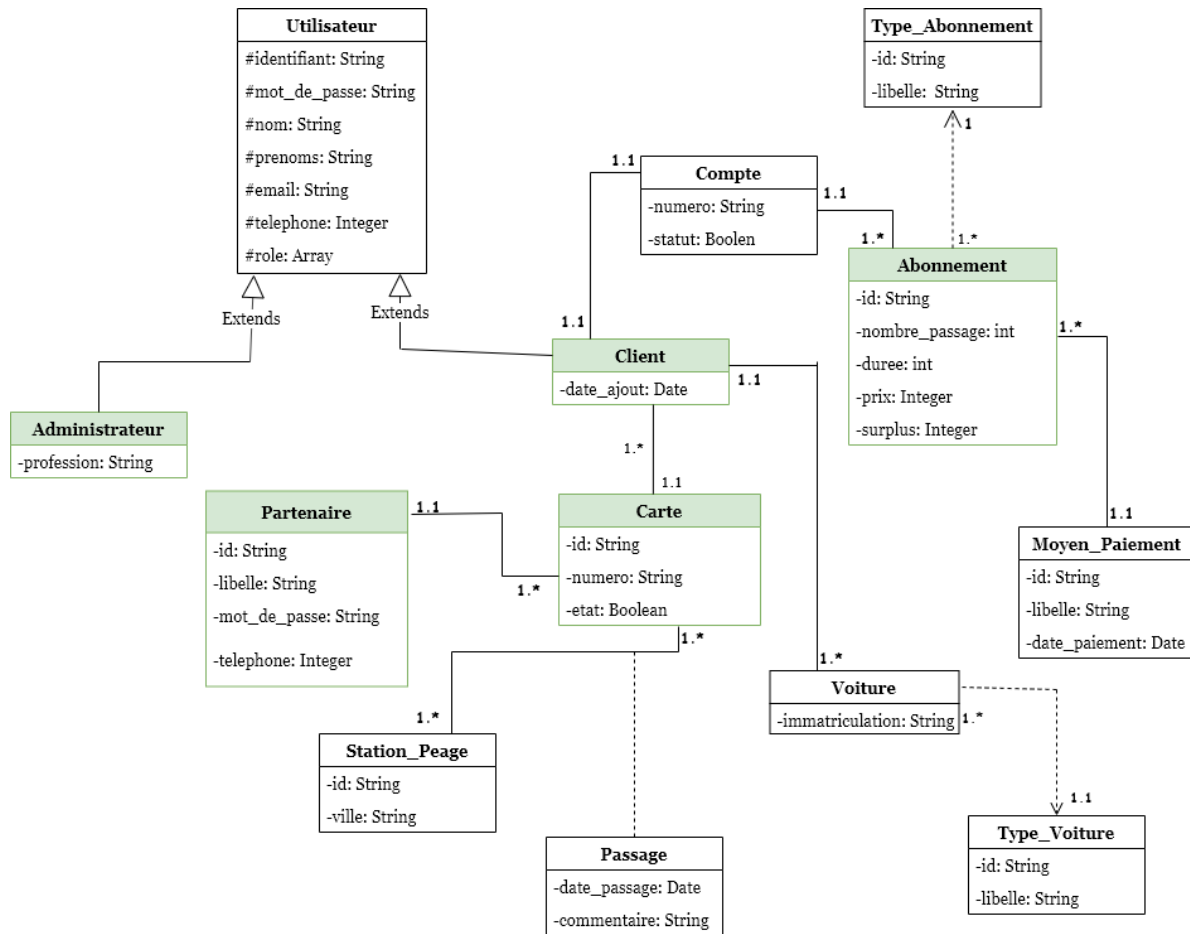 Utilisateur
#identifiant: String
#mot_de_passe: String
#nom: String
#prenoms: String
#email: String
#telephone: Integer
#role: Array
Type_Abonnement
-id: String
-libelle: String
1
1.1
Compte
-numero: String
-statut: Boolen
1.1
1.*
1.*
Abonnement
-id: String
-nombre_passage: int
-duree: int
-prix: Integer
-surplus: Integer
1.*
Extends
Extends
1.1
Client
-date_ajout: Date
1.1
Administrateur
-profession: String
1.*
1.1
Partenaire
-id: String
-libelle: String
-mot_de_passe: String
-telephone: Integer
1.1
1.*
Carte
-id: String
-numero: String
-etat: Boolean
1.*
1.1
Moyen_Paiement
-id: String
-libelle: String
-date_paiement: Date
1.*
Voiture
-immatriculation: String
1.*
1.*
Station_Peage
-id: String
-ville: String
1.1
Type_Voiture
-id: String
-libelle: String
Passage
-date_passage: Date
-commentaire: String